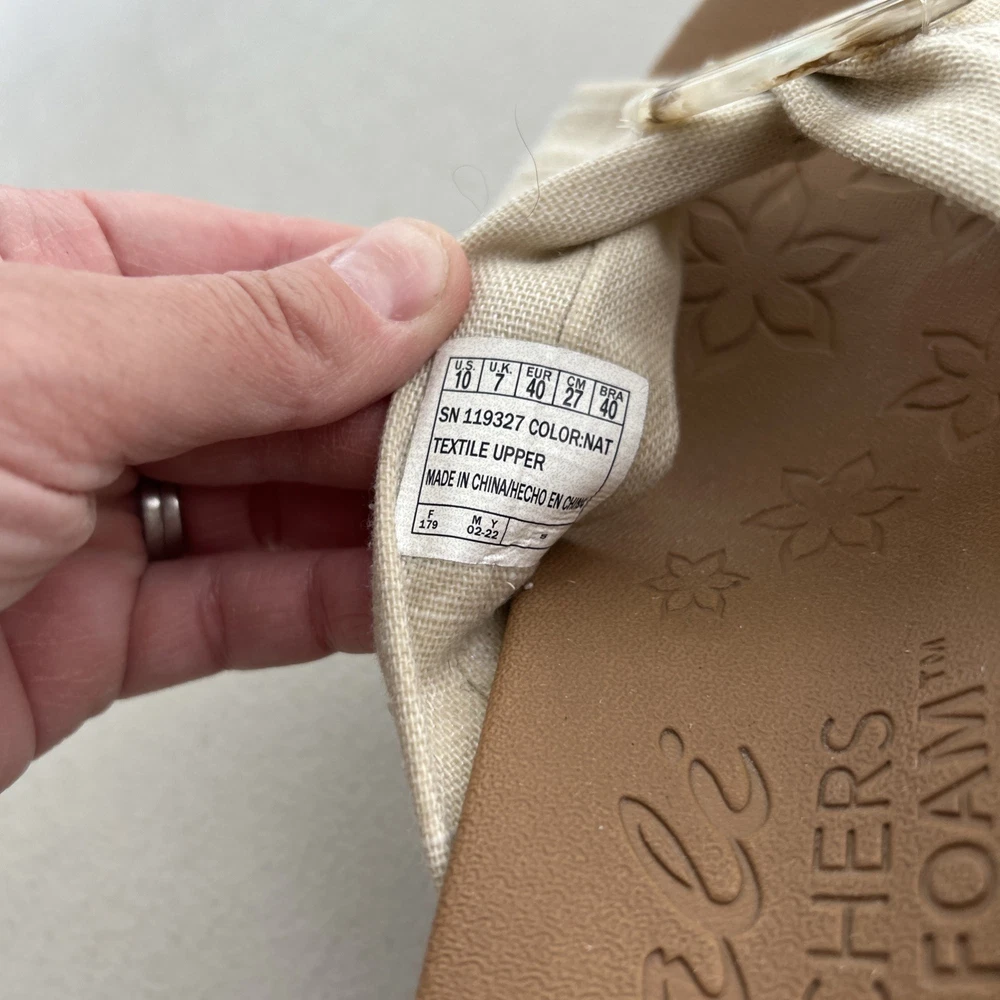 U.S. U.K. EUR CM BRA
10 7 40 27 40
SN 119327 COLOR:NAT
TEXTILE UPPER
MADE IN CHINA/HECHO EN CHINA
F M Y
179 02-22
CHERS
FOAM™